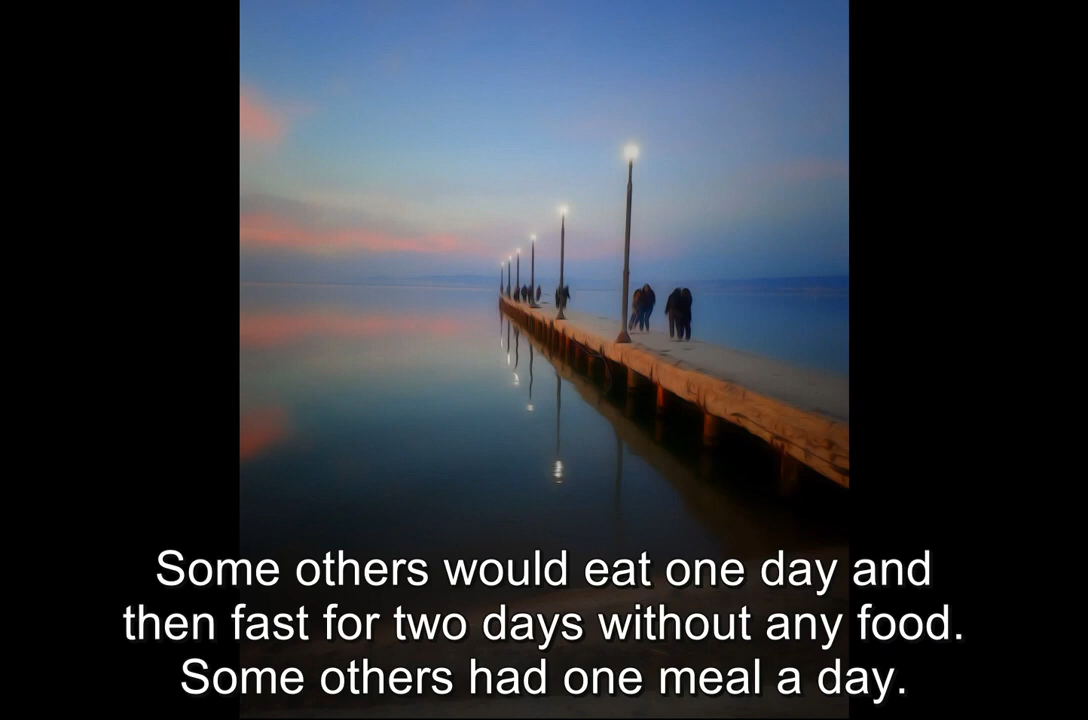 Some others would eat one day and
then fast for two days without any food.
Some others had one meal a day.